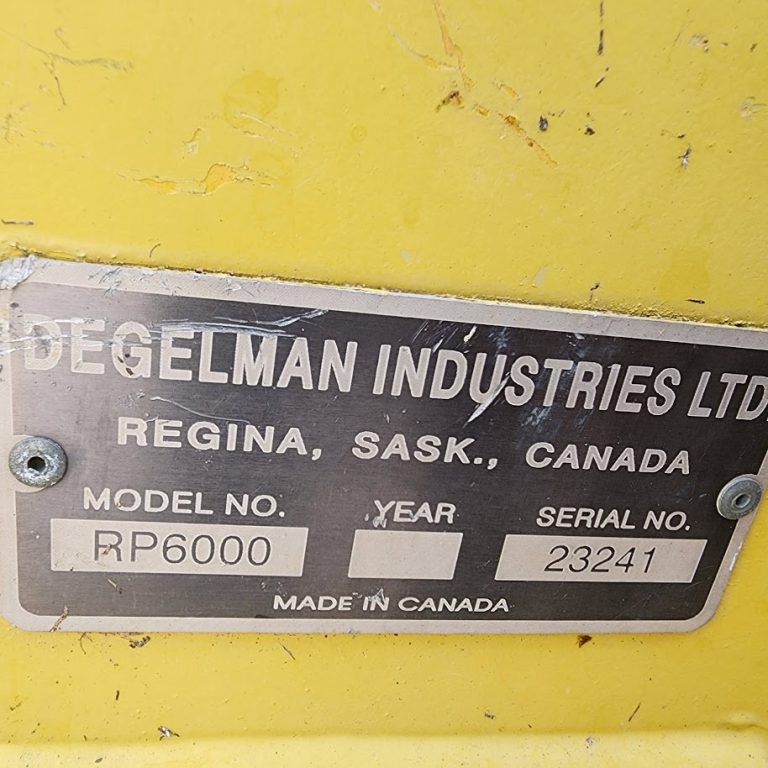 DEGELMAN INDUSTRIES LTD.
REGINA, SASK., CANADA
MODEL NO. YEAR SERIAL NO.
RP6000 23241
MADE IN CANADA